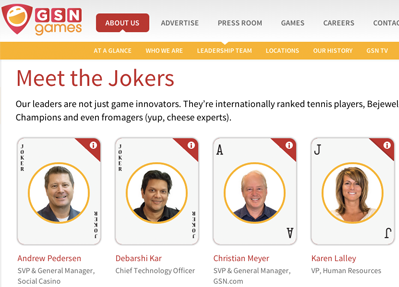 GSN
games
ABOUT US
ADVERTISE
PRESS ROOM
GAMES
CAREERS
AT A GLANCE
WHO WE ARE
LEADERSHIP TEAM
LOCATIONS
OUR HISTORY
GSN TV
Meet the Jokers
Our leaders are not just game innovators. They're internationally ranked tennis players,
Champions and even fromagers (yup, cheese experts).
JOKER
JOKER
JOKER
JOKER
A
A
J
J
Andrew Pedersen
SVP & General Manager,
Social Casino
Debarshi Kar
Chief Technology Officer
Christian Meyer
SVP & General Manager,
GSN.com
Karen Lalley
VP, Human Resources